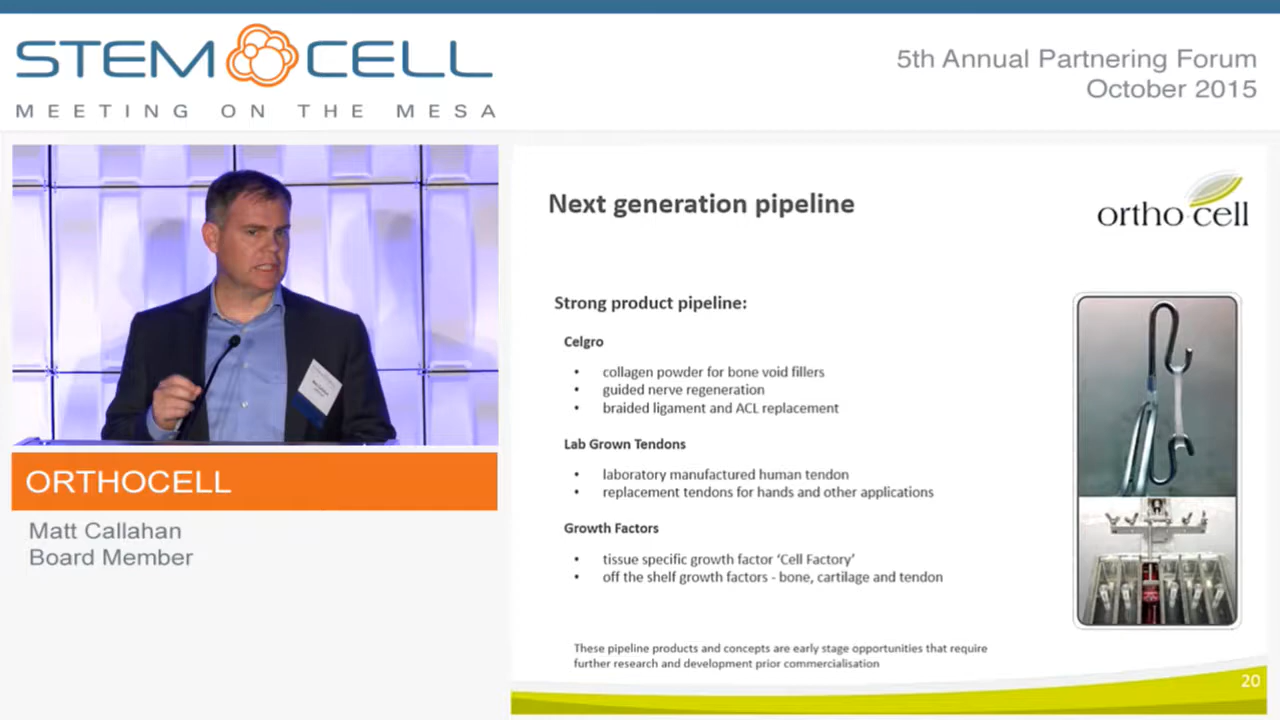 STEM CELL
MEETING ON THE MESA
5th Annual Partnering Forum
October 2015
ORTHOCELL
Matt Callahan
Board Member
Next generation pipeline
ortho cell
Strong product pipeline:
Celgro
• collagen powder for bone void fillers
• guided nerve regeneration
• braided ligament and ACL replacement
Lab Grown Tendons
• laboratory manufactured human tendon
• replacement tendons for hands and other applications
Growth Factors
• tissue specific growth factor ‘Cell Factory’
• off the shelf growth factors - bone, cartilage and tendon
These pipeline products and concepts are early stage opportunities that require
further research and development prior commercialisation
20